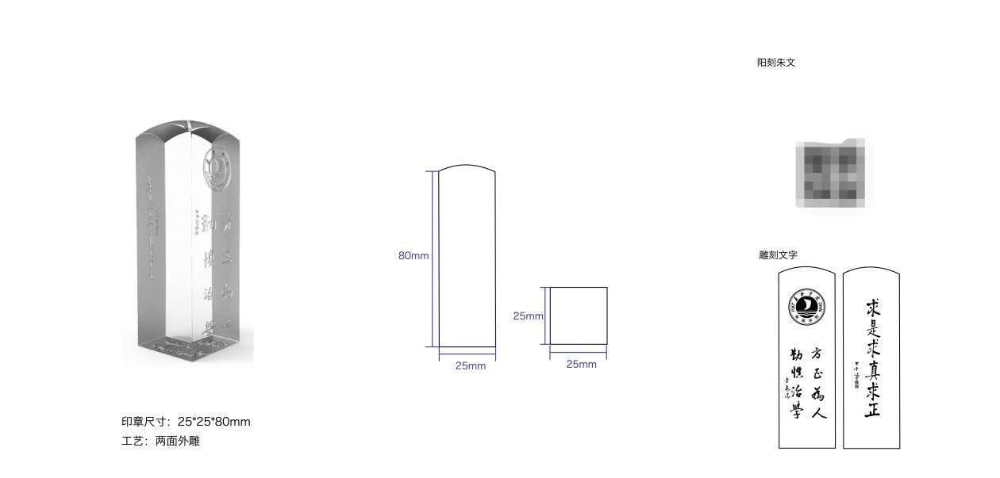 阳刻朱文
雕刻文字
80mm
25mm
25mm
25mm
方正為人
勤慎治學
求是求真求正
印章尺寸：25*25*80mm
工艺：两面外雕